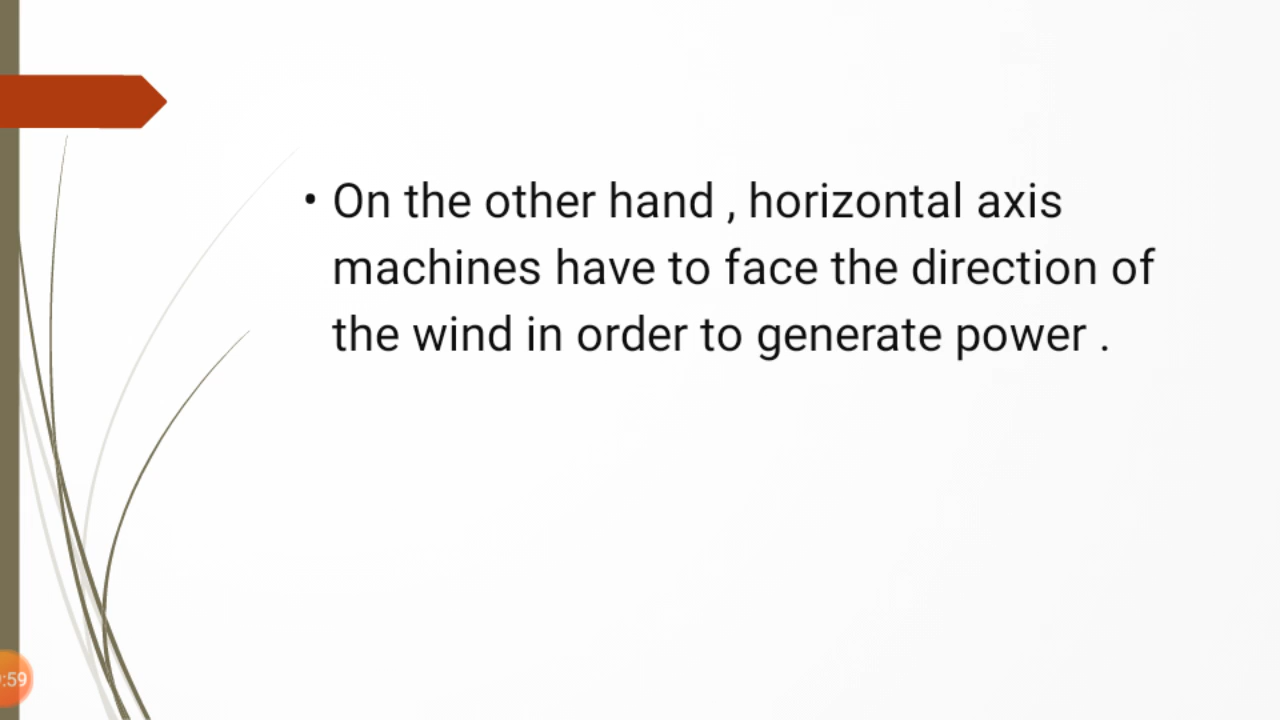 • On the other hand , horizontal axis
machines have to face the direction of
the wind in order to generate power .
:59